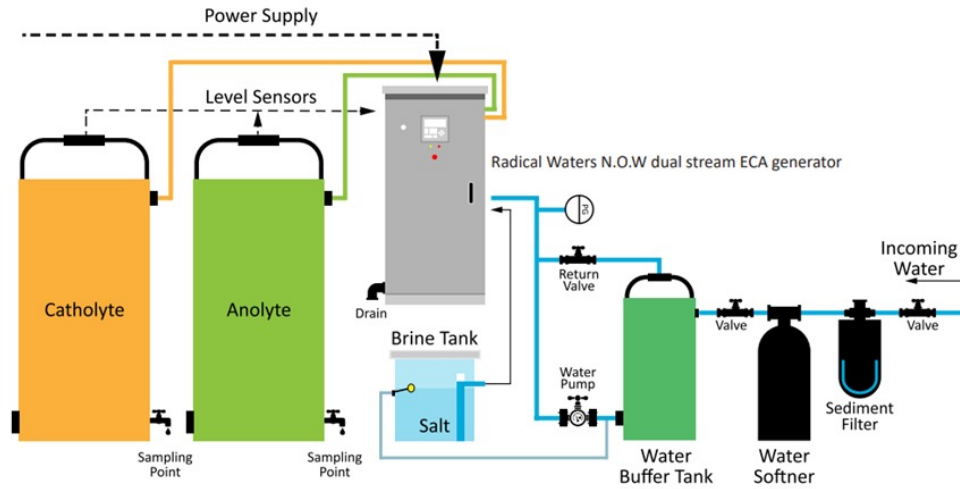 Power Supply
Level Sensors
Radical Waters N.O.W dual stream ECA generator
PG
Incoming
Water
Return
Valve
Catholyte
Anolyte
Drain
Valve
Valve
Brine Tank
Water
Pump
Salt
Sediment
Filter
Sampling
Point
Sampling
Point
Water
Buffer Tank
Water
Softner